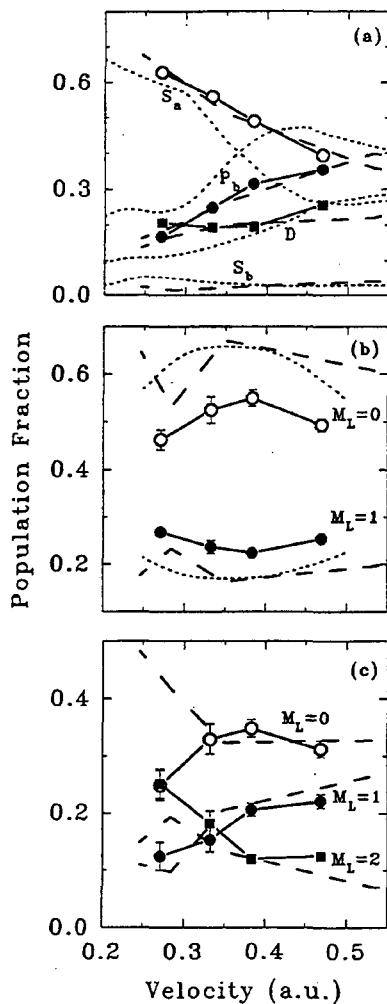 (a)
0.6
S_a
P_b
0.3
D
S_b
0.0
(b)
0.6
M_L=0
0.4
M_L=1
0.2
Population Fraction
(c)
0.4
M_L=0
M_L=1
0.2
M_L=2
0.0
0.2 0.3 0.4 0.5
Velocity (a.u.)